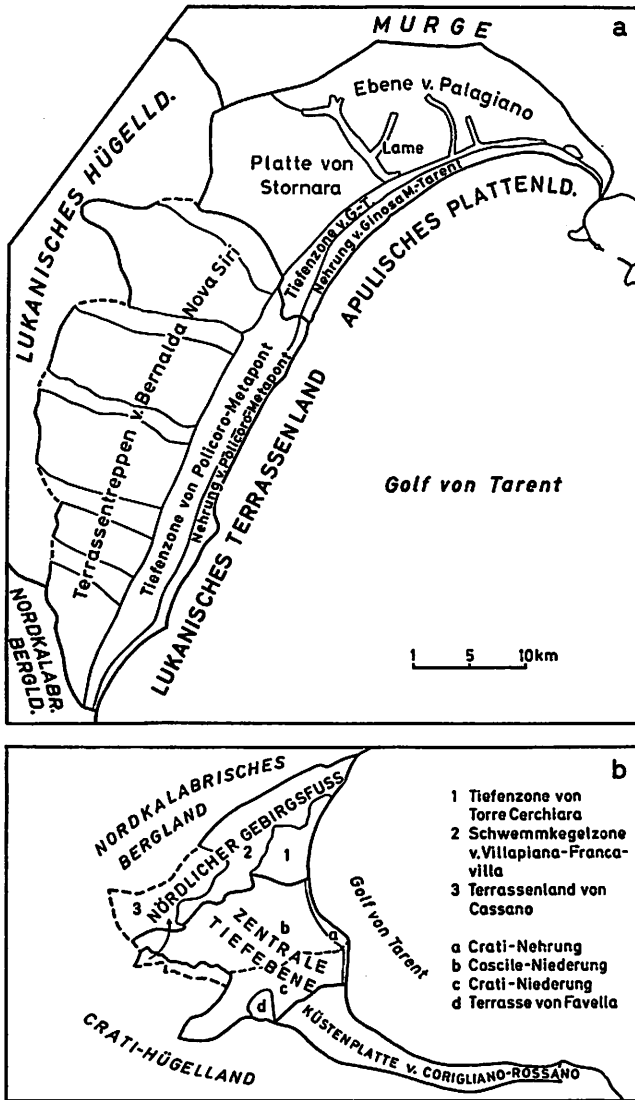 a
MURGE
Ebene v. Palagiano
Lame
Platte von
Stornara
LUKANISCHES HÜGELLD.
Tiefenzone v. G.-T.
Nehrung v. Ginosa M.-Tarent
APULISCHES PLATTENLD.
Terrassentreppen v. Bernalda Nova Siri
Tiefenzone von Policoro-Metapont
Nehrung v. Policoro-Metapont
LUKANISCHES TERRASSENLAND
Golf von Tarent
NORDKALABR.
BERGLD.
1 5 10km
b
NORDKALABRISCHES
BERGLAND
NÖRDLICHER GEBIRGSFUSS
1
2
3
ZENTRALE
TIEFEBENE
a
b
c
d
Golf von Tarent
CRATI-HÜGELLAND
KÜSTENPLATTE v. CORIGLIANO-ROSSANO
1 Tiefenzone von
Torre Cerchiara
2 Schwemmkegelzone
v. Villapiana-Franca-
villa
3 Terrassenland von
Cassano
a Crati-Nehrung
b Coscile-Niederung
c Crati-Niederung
d Terrasse von Favella